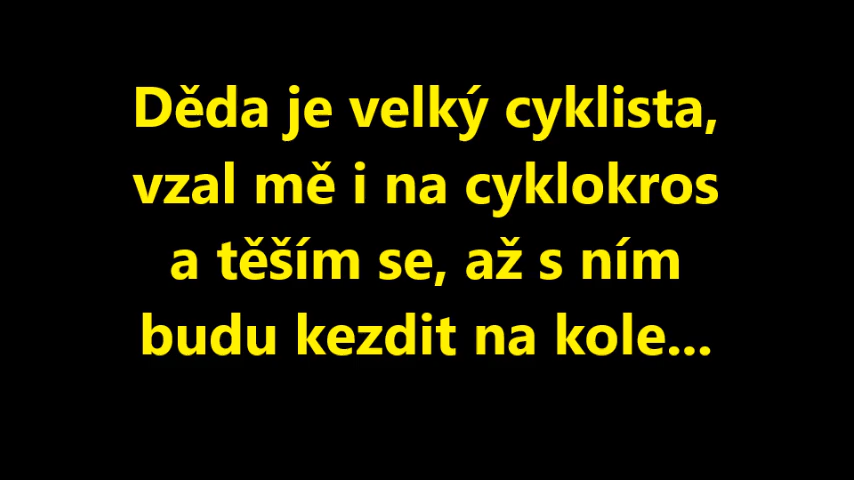 Děda je velký cyklista,
vzal mě i na cyklokros
a těším se, až s ním
budu kezdit na kole...